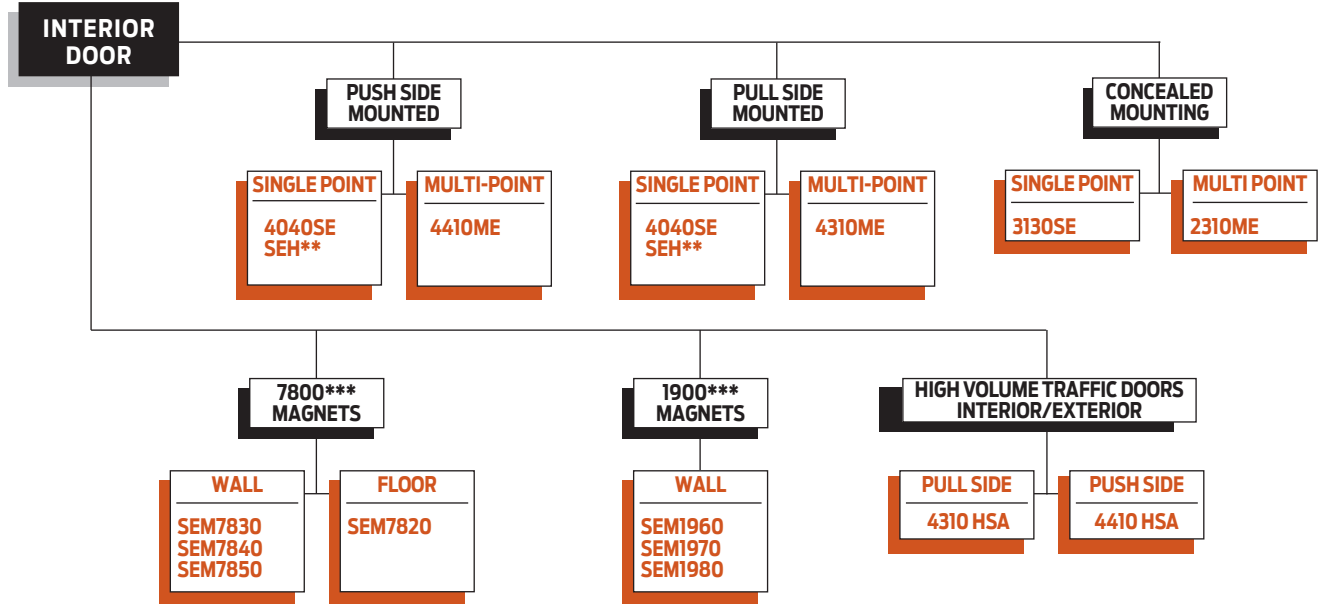 INTERIOR
DOOR
PUSH SIDE
MOUNTED
PULL SIDE
MOUNTED
CONCEALED
MOUNTING
SINGLE POINT
4040SE
SEH**
MULTI-POINT
4410ME
SINGLE POINT
4040SE
SEH**
MULTI-POINT
4310ME
SINGLE POINT
3130SE
MULTI POINT
2310ME
7800***
MAGNETS
1900***
MAGNETS
HIGH VOLUME TRAFFIC DOORS
INTERIOR/EXTERIOR
WALL
SEM7830
SEM7840
SEM7850
FLOOR
SEM7820
WALL
SEM1960
SEM1970
SEM1980
PULL SIDE
4310 HSA
PUSH SIDE
4410 HSA